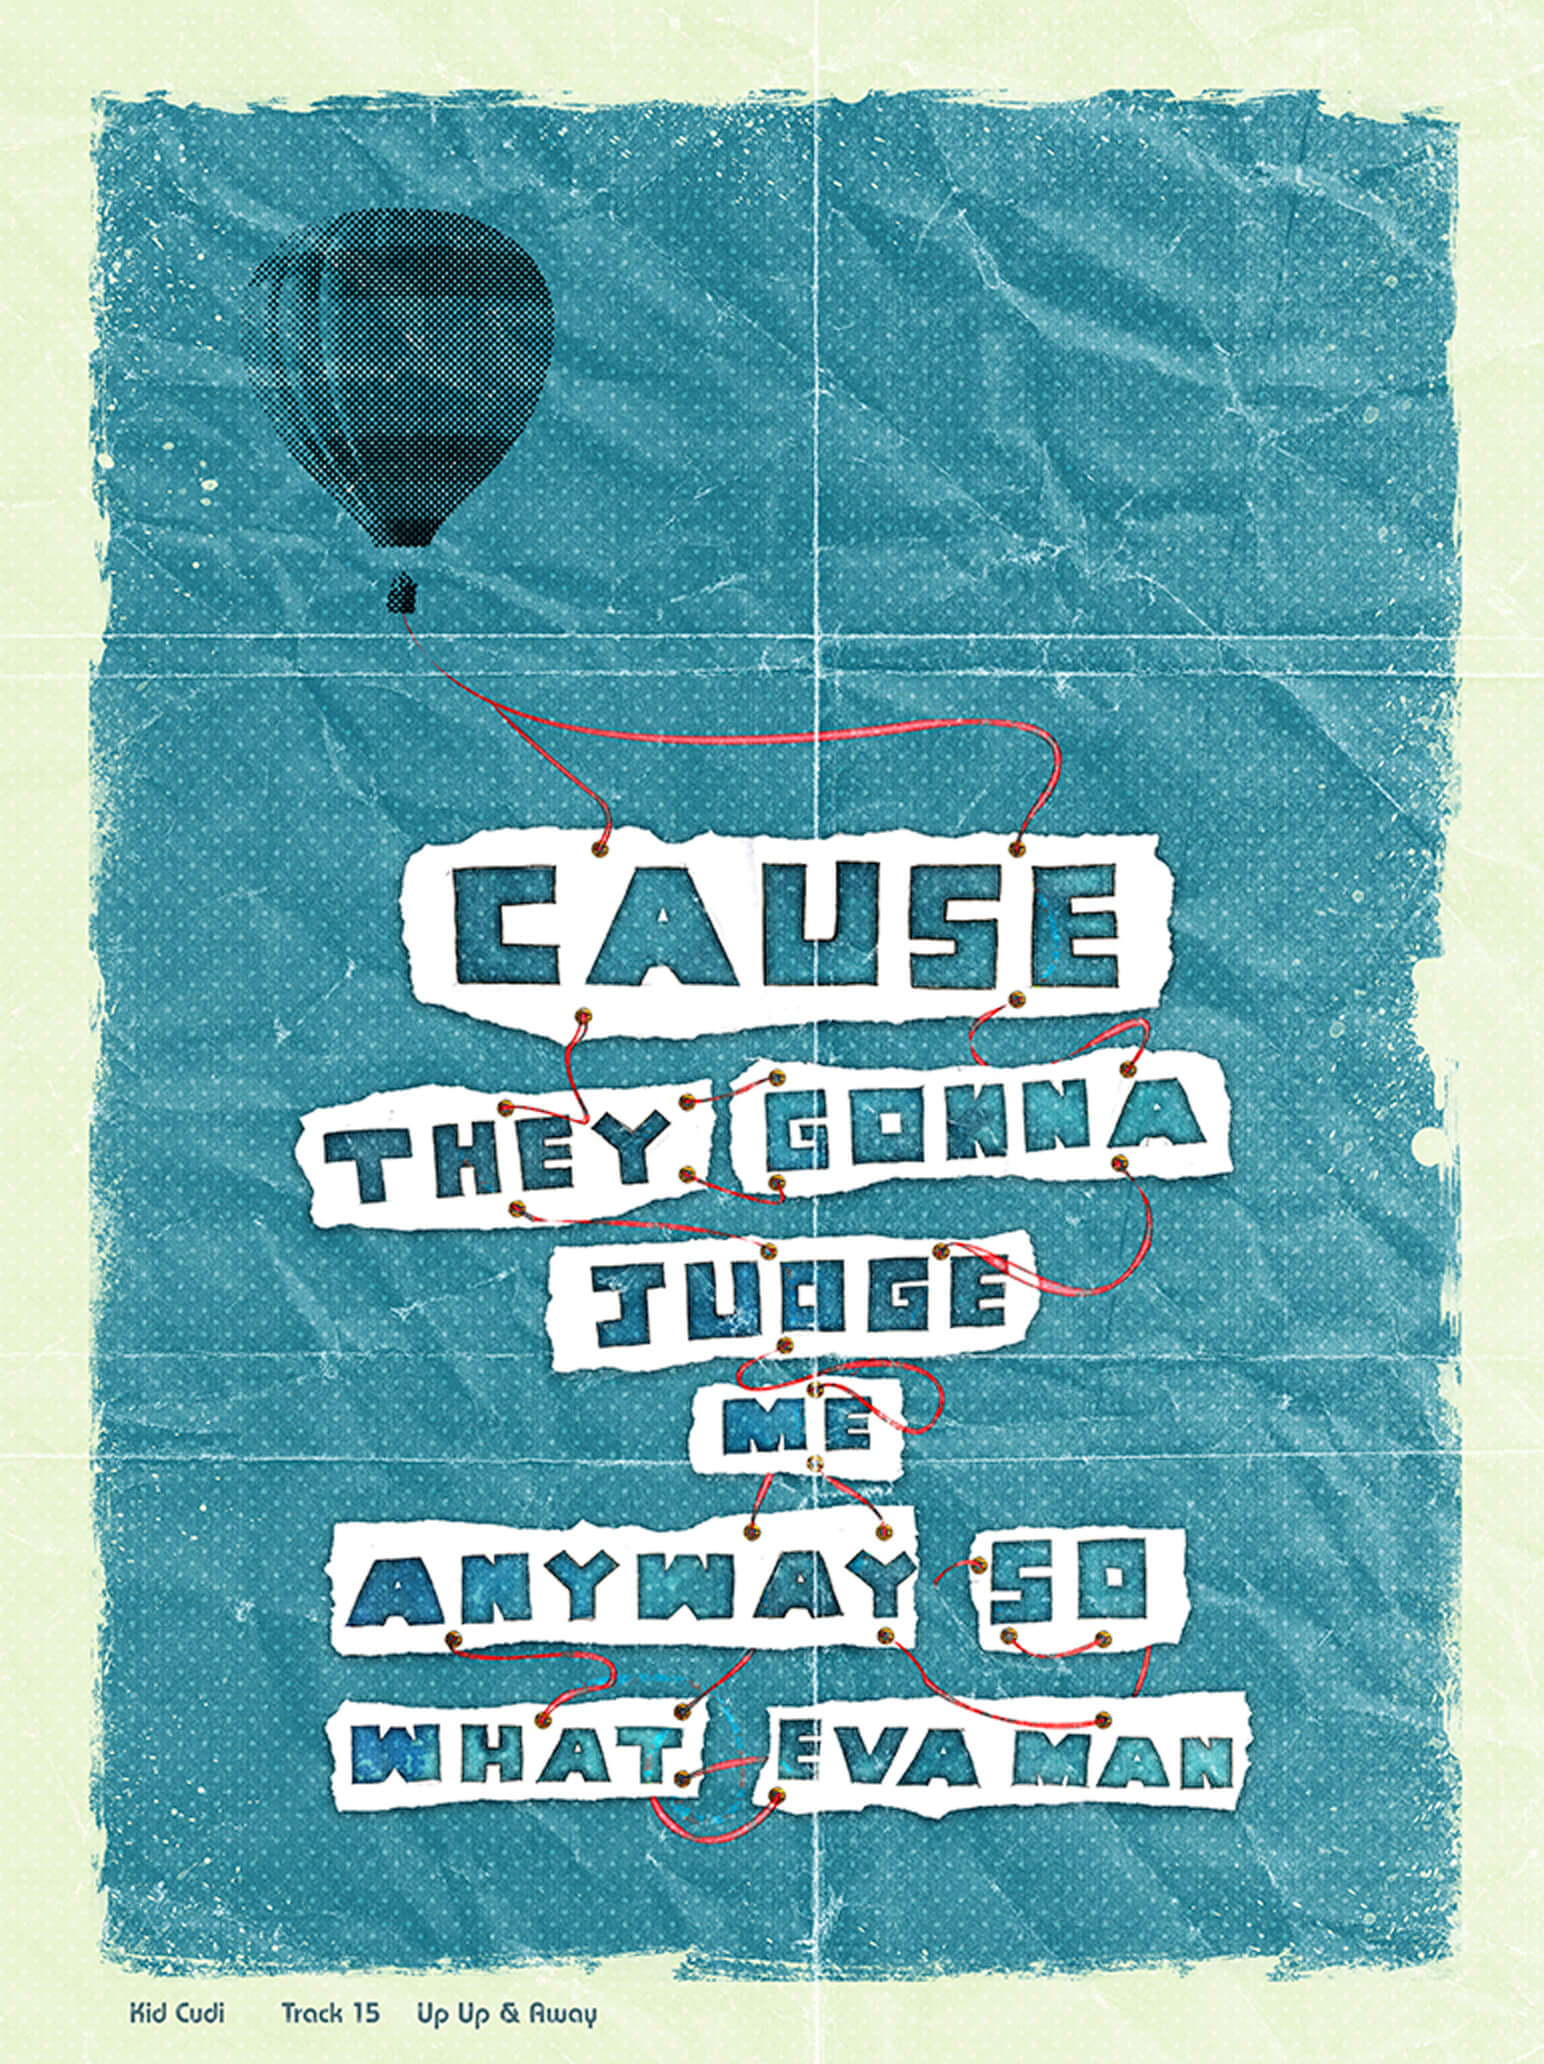 CAUSE
THEY GONNA
JUDGE
ME
ANYWAY SO
WHAT EVA MAN
Kid Cudi Track 15 Up Up & Away